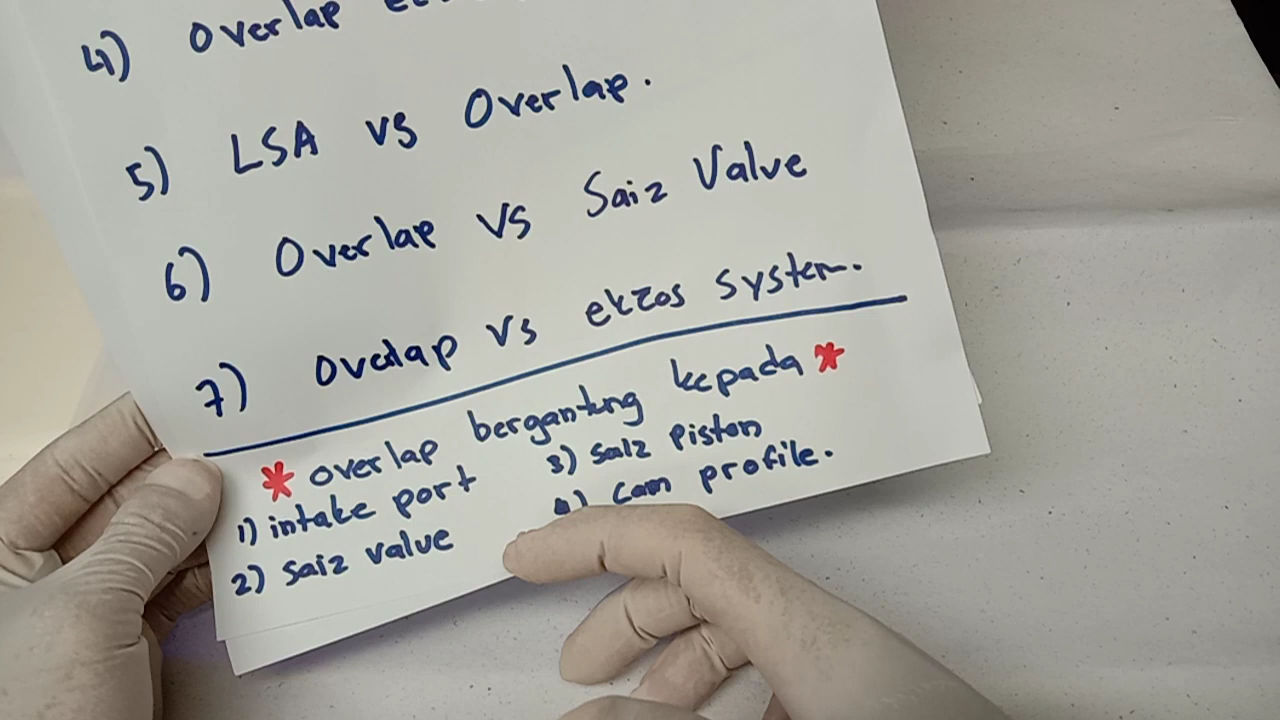 4) Overlap
5) LSA vs Overlap.
6) Overlap vs Saiz Valve
7) Overlap vs ekzos system.
* overlap bergantung kepada *
1) intake port
2) saiz valve
3) saiz piston
4) cam profile.